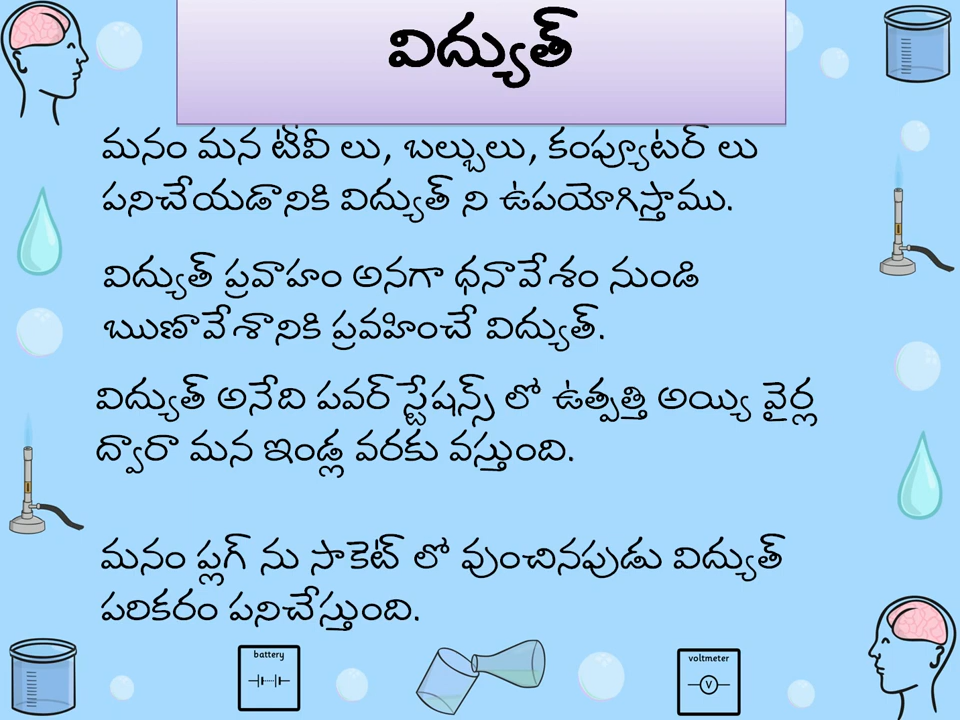 విద్యుత్
మనం మన టీవీ లు, బల్బులు, కంప్యూటర్ లు
పనిచేయడానికి విద్యుత్ ని ఉపయోగిస్తాము.
విద్యుత్ ప్రవాహం అనగా ధనావేశం నుండి
ఋణావేశానికి ప్రవహించే విద్యుత్.
విద్యుత్ అనేది పవర్ స్టేషన్స్ లో ఉత్పత్తి అయ్యి వైర్ల
ద్వారా మన ఇండ్ల వరకు వస్తుంది.
మనం ప్లగ్ ను సాకెట్ లో వుంచినపుడు విద్యుత్
పరికరం పనిచేస్తుంది.
battery
voltmeter
V